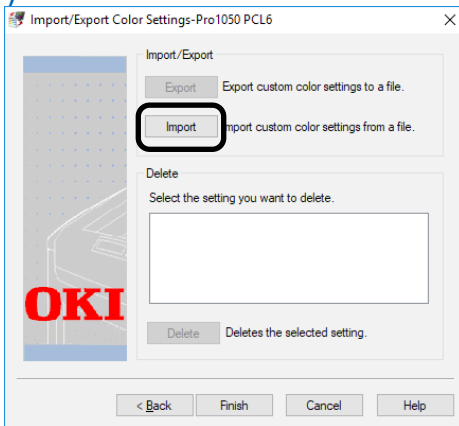 Import/Export Color Settings-Pro1050 PCL6
Import/Export
Export Export custom color settings to a file.
Import mport custom color settings from a file.
Delete
Select the setting you want to delete.
OKI
Delete Deletes the selected setting.
< Back Finish Cancel Help